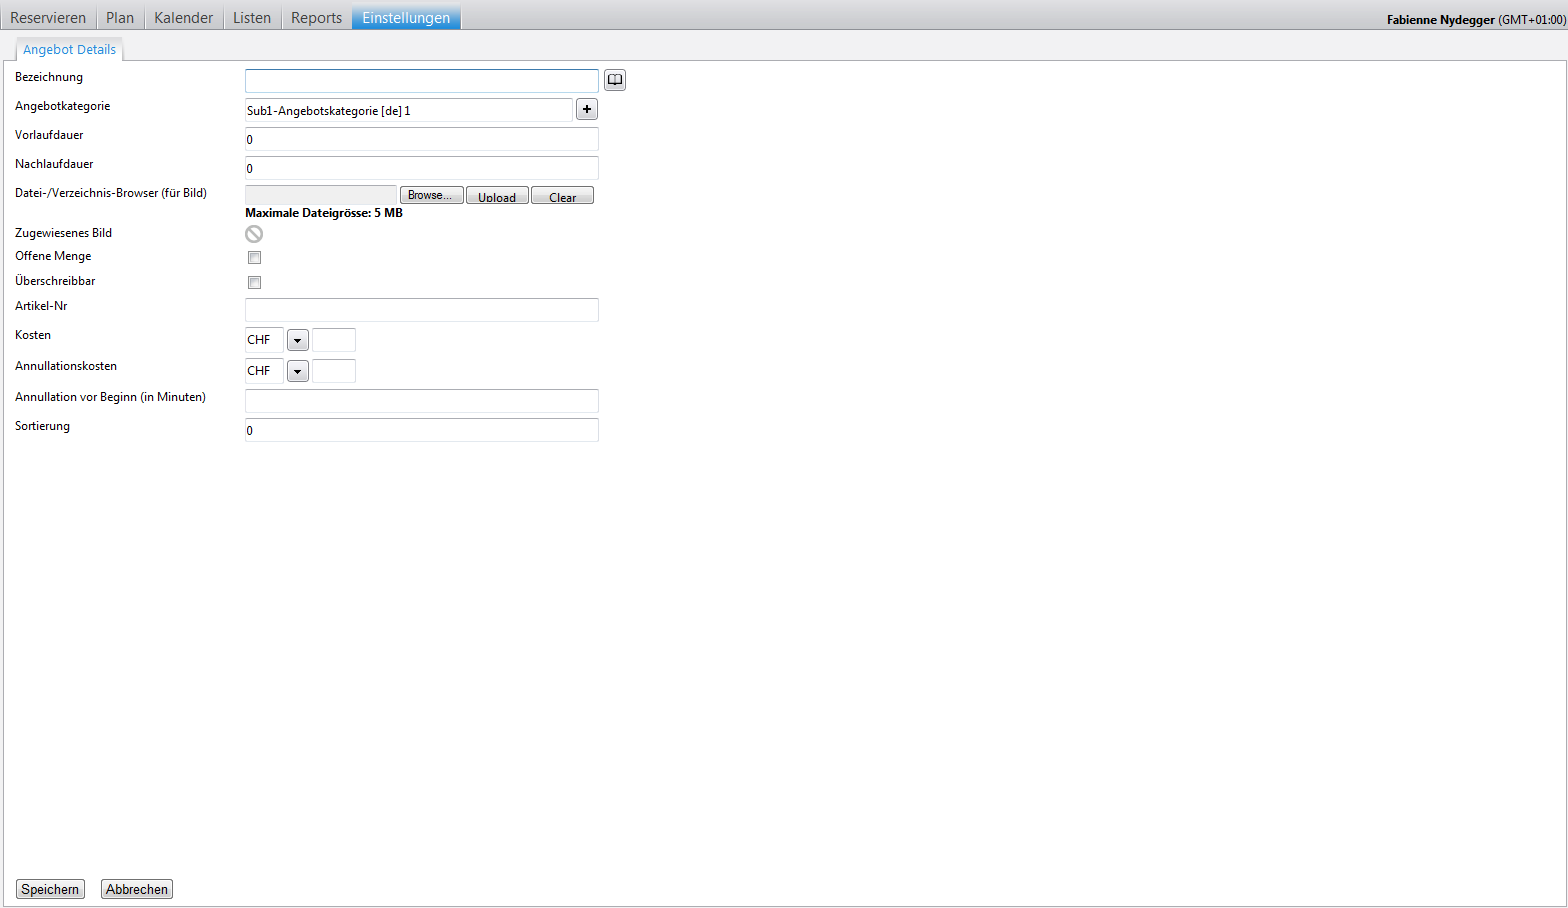 Reservieren Plan Kalender Listen Reports Einstellungen Fabienne Nydegger (GMT+01:00)
Angebot Details
Bezeichnung
Angebotkategorie Sub1-Angebotskategorie [de] 1 +
Vorlaufdauer 0
Nachlaufdauer 0
Datei-/Verzeichnis-Browser (für Bild) Browse... Upload Clear
Maximale Dateigrösse: 5 MB
Zugewiesenes Bild
Offene Menge
Überschreibbar
Artikel-Nr
Kosten CHF
Annullationskosten CHF
Annullation vor Beginn (in Minuten)
Sortierung 0
Speichern Abbrechen